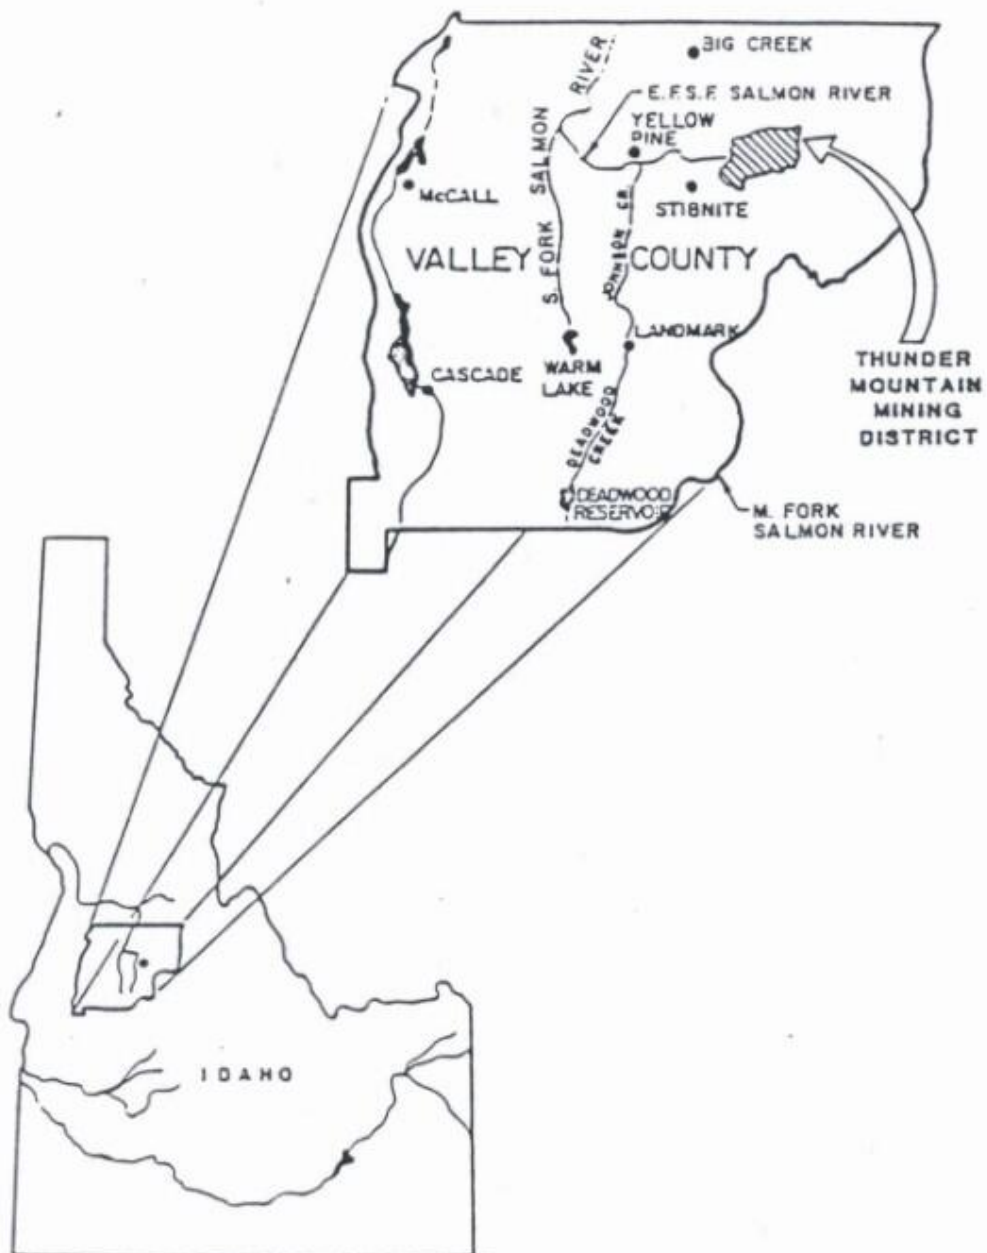 BIG CREEK
RIVER
E.F.S.F. SALMON RIVER
YELLOW
PINE
SALMON
McCALL
STIBNITE
JOHNSON CR.
S. FORK
VALLEY COUNTY
LANDMARK
THUNDER
MOUNTAIN
MINING
DISTRICT
CASCADE
WARM
LAKE
DEADWOOD
CREEK
DEADWOOD
RESERVOIR
M. FORK
SALMON RIVER
IDAHO